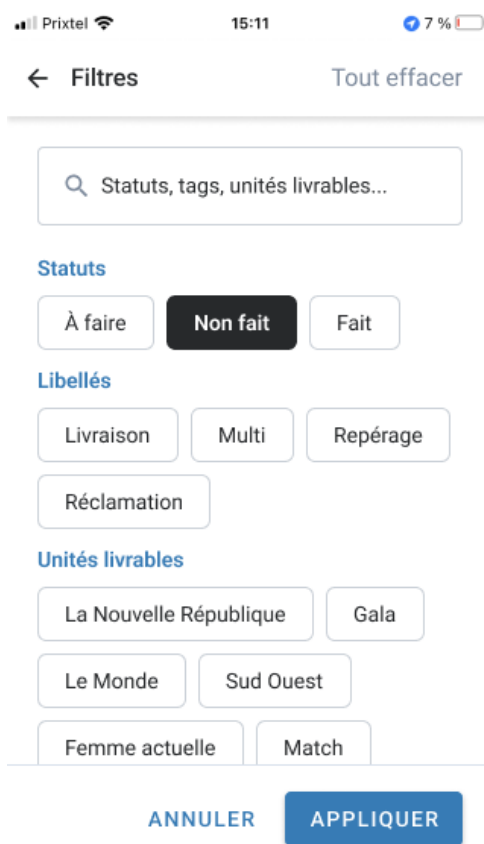 Prixtel 15:11 7 %
Filtres Tout effacer
Statuts, tags, unités livrables...
Statuts
À faire Non fait Fait
Libellés
Livraison Multi Repérage
Réclamation
Unités livrables
La Nouvelle République Gala
Le Monde Sud Ouest
Femme actuelle Match
ANNULER APPLIQUER